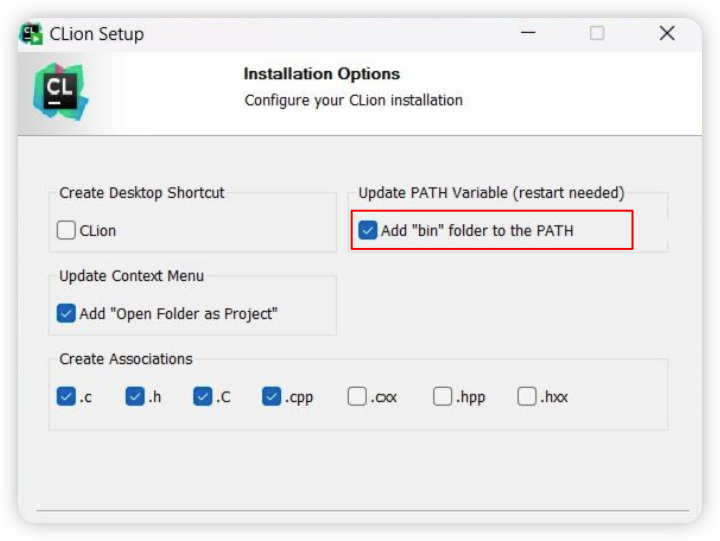 CLion Setup
CL
Installation Options
Configure your CLion installation
Create Desktop Shortcut
CLion
Update PATH Variable (restart needed)
Add "bin" folder to the PATH
Update Context Menu
Add "Open Folder as Project"
Create Associations
.c .h .C .cpp .cxx .hpp .hxx